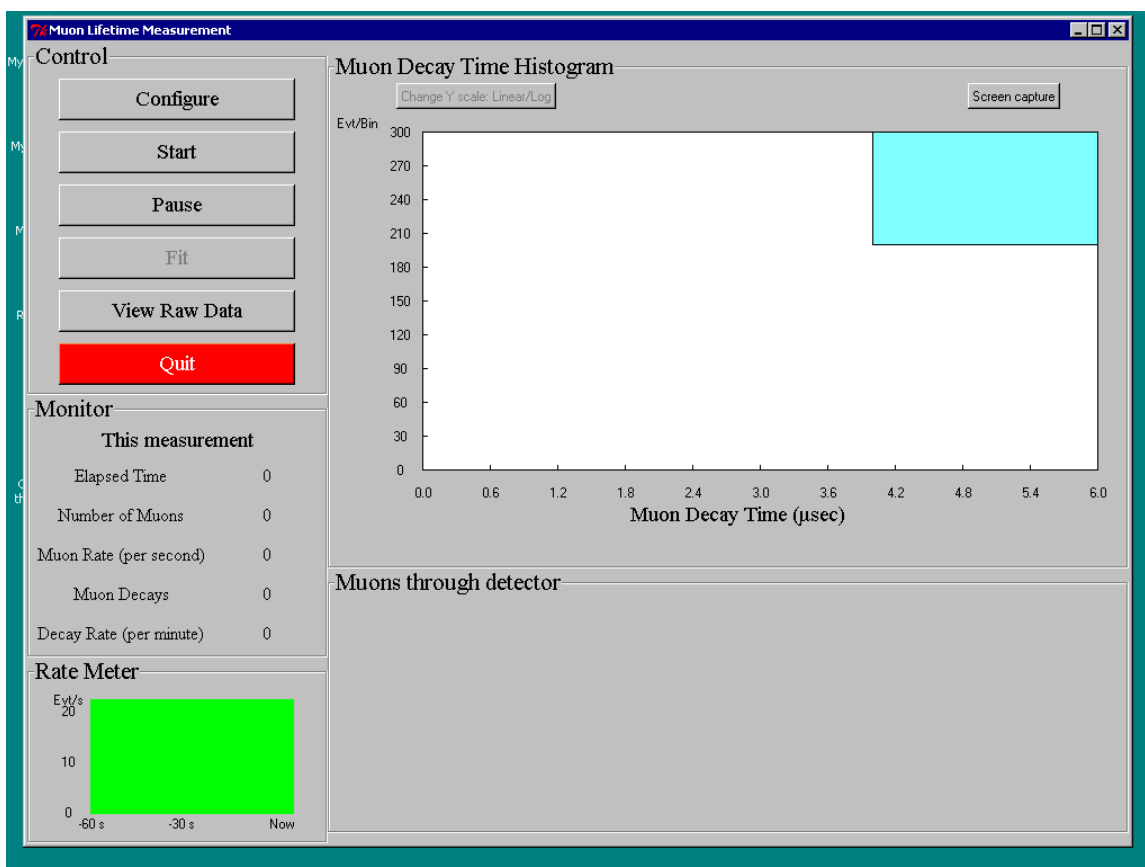 Muon Lifetime Measurement
Control
Configure
Start
Pause
Fit
View Raw Data
Quit
Monitor
This measurement
Elapsed Time 0
Number of Muons 0
Muon Rate (per second) 0
Muon Decays 0
Decay Rate (per minute) 0
Rate Meter
Evt/s
20
10
0
-60 s -30 s Now
Muon Decay Time Histogram
Change Y scale: Linear/Log Screen capture
Evt/Bin
300
270
240
210
180
150
120
90
60
30
0
0.0 0.6 1.2 1.8 2.4 3.0 3.6 4.2 4.8 5.4 6.0
Muon Decay Time (μsec)
Muons through detector
My
My
M
R
th